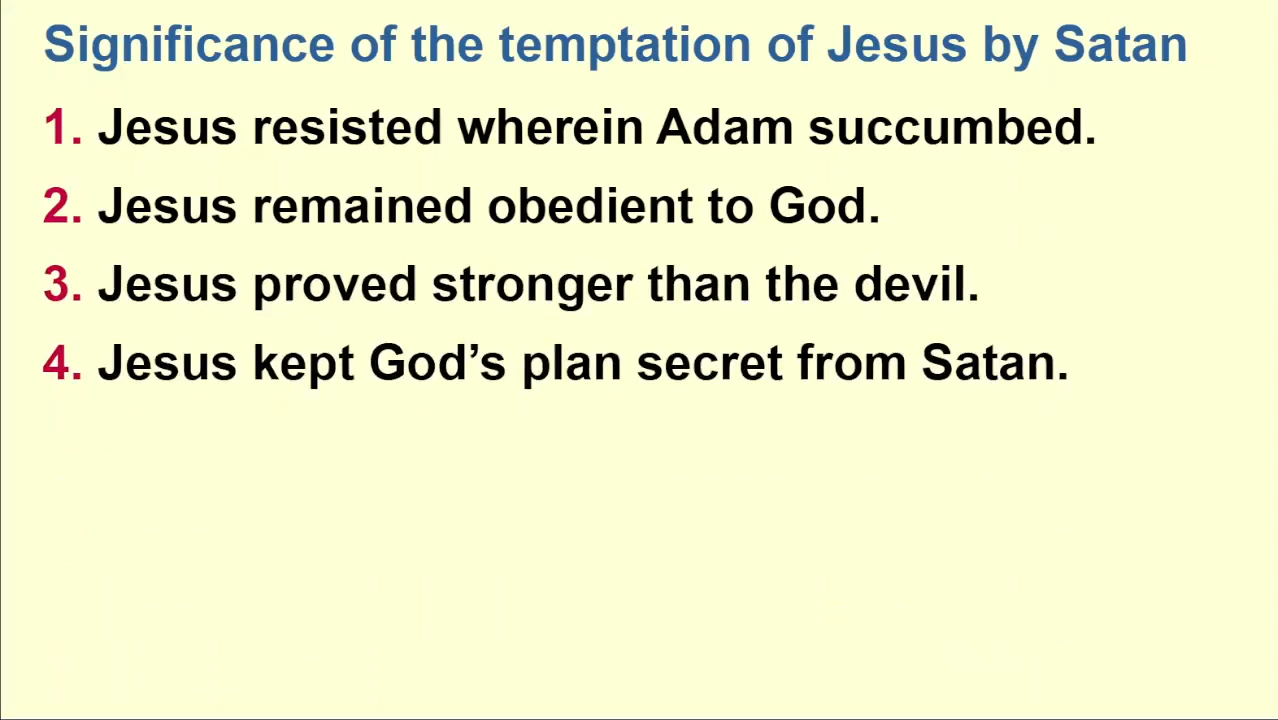 Significance of the temptation of Jesus by Satan
1. Jesus resisted wherein Adam succumbed.
2. Jesus remained obedient to God.
3. Jesus proved stronger than the devil.
4. Jesus kept God’s plan secret from Satan.